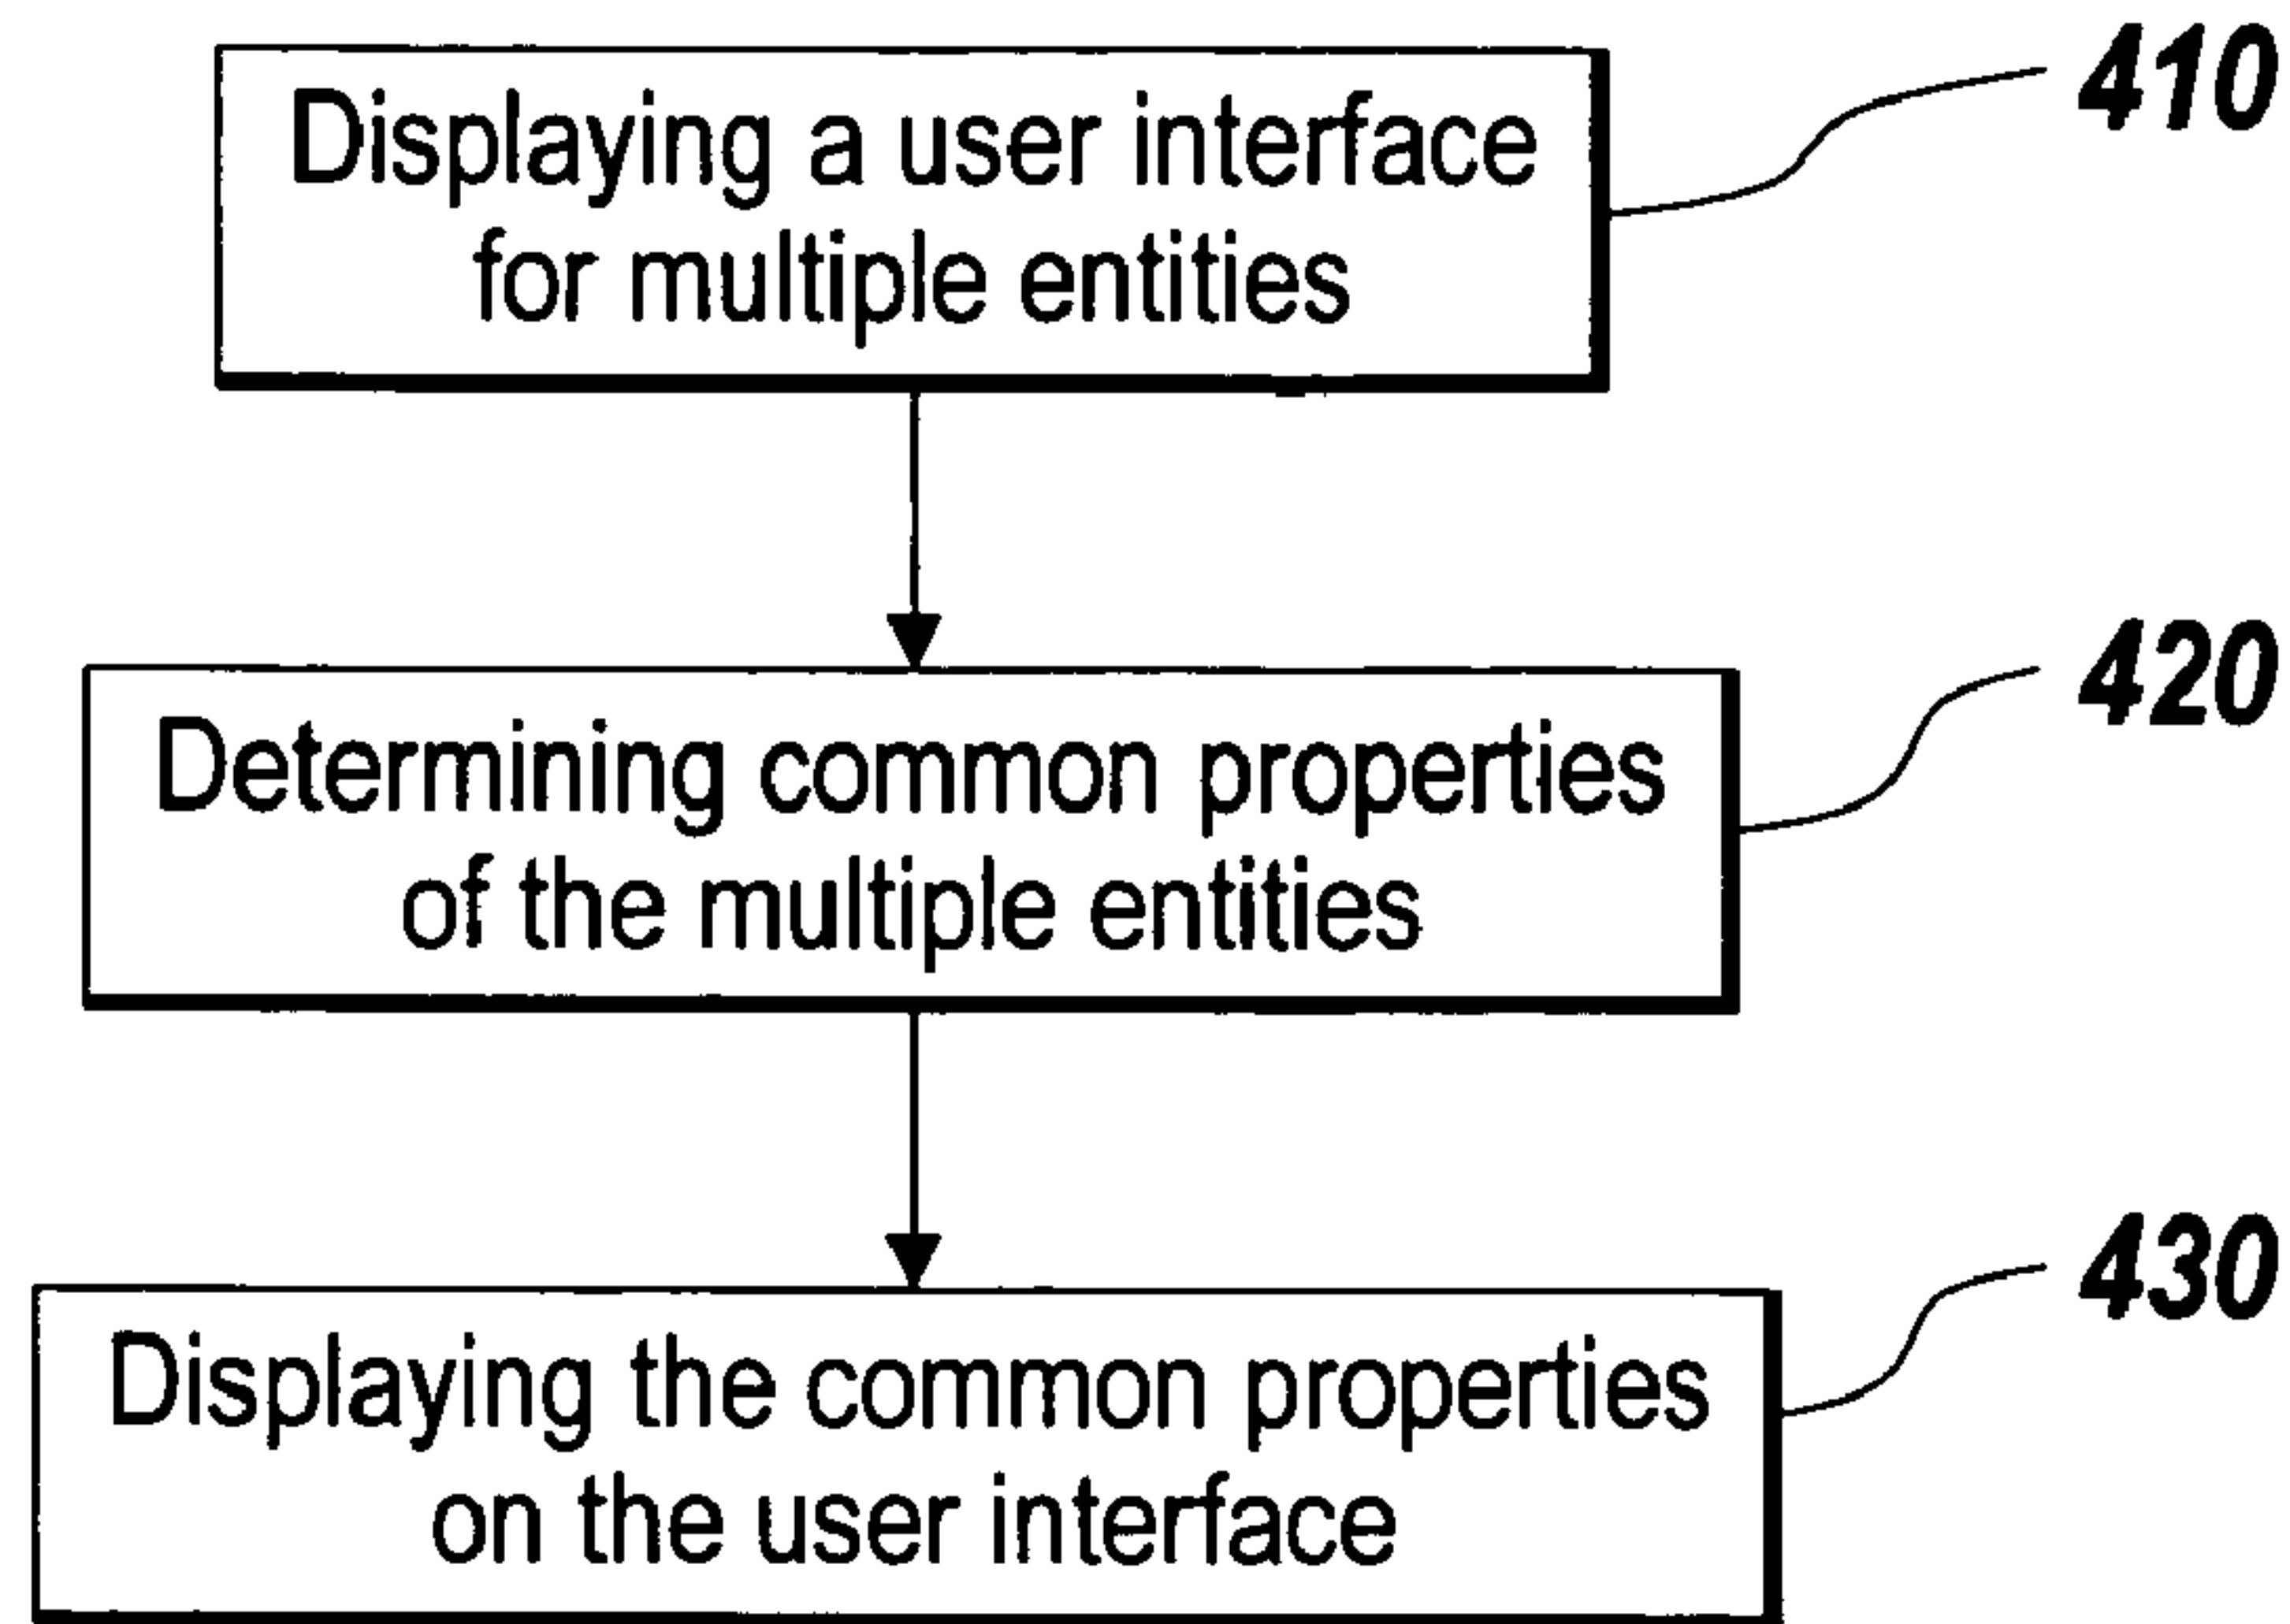 Displaying a user interface
for multiple entities
410
Determining common properties
of the multiple entities
420
Displaying the common properties
on the user interface
430